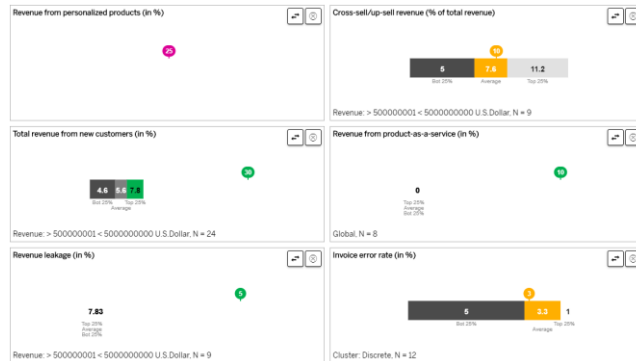 Revenue from personalized products (in %)
25
Cross-sell/up-sell revenue (% of total revenue)
10
5 7.6 11.2
Bot 25% Average Top 25%
Revenue: > 500000001 < 5000000000 U.S.Dollar, N = 9
Total revenue from new customers (in %)
30
4.6 5.6 7.8
Bot 25% Top 25%
Average
Revenue: > 500000001 < 5000000000 U.S.Dollar, N = 24
Revenue from product-as-a-service (in %)
10
0
Top 25%
Average
Bot 25%
Global, N = 8
Revenue leakage (in %)
5
7.83
Top 25%
Average
Bot 25%
Revenue: > 500000001 < 5000000000 U.S.Dollar, N = 9
Invoice error rate (in %)
3
5 3.3 1
Bot 25% Average Top 25%
Cluster: Discrete, N = 12